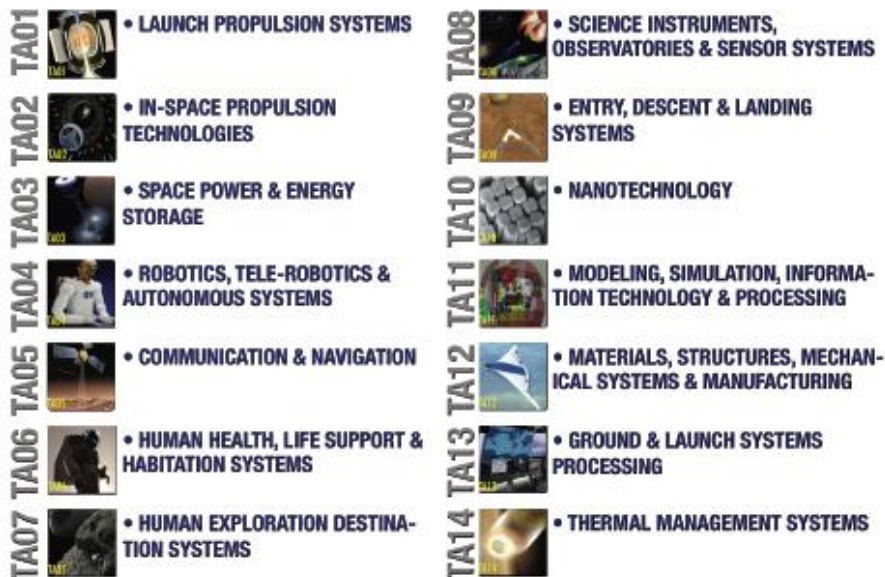 TA01
• LAUNCH PROPULSION SYSTEMS
TA02
• IN-SPACE PROPULSION
TECHNOLOGIES
TA03
• SPACE POWER & ENERGY
STORAGE
TA04
• ROBOTICS, TELE-ROBOTICS &
AUTONOMOUS SYSTEMS
TA05
• COMMUNICATION & NAVIGATION
TA06
• HUMAN HEALTH, LIFE SUPPORT &
HABITATION SYSTEMS
TA07
• HUMAN EXPLORATION DESTINA-
TION SYSTEMS
TA08
• SCIENCE INSTRUMENTS,
OBSERVATORIES & SENSOR SYSTEMS
TA09
• ENTRY, DESCENT & LANDING
SYSTEMS
TA10
• NANOTECHNOLOGY
TA11
• MODELING, SIMULATION, INFORMA-
TION TECHNOLOGY & PROCESSING
TA12
• MATERIALS, STRUCTURES, MECHAN-
ICAL SYSTEMS & MANUFACTURING
TA13
• GROUND & LAUNCH SYSTEMS
PROCESSING
TA14
• THERMAL MANAGEMENT SYSTEMS